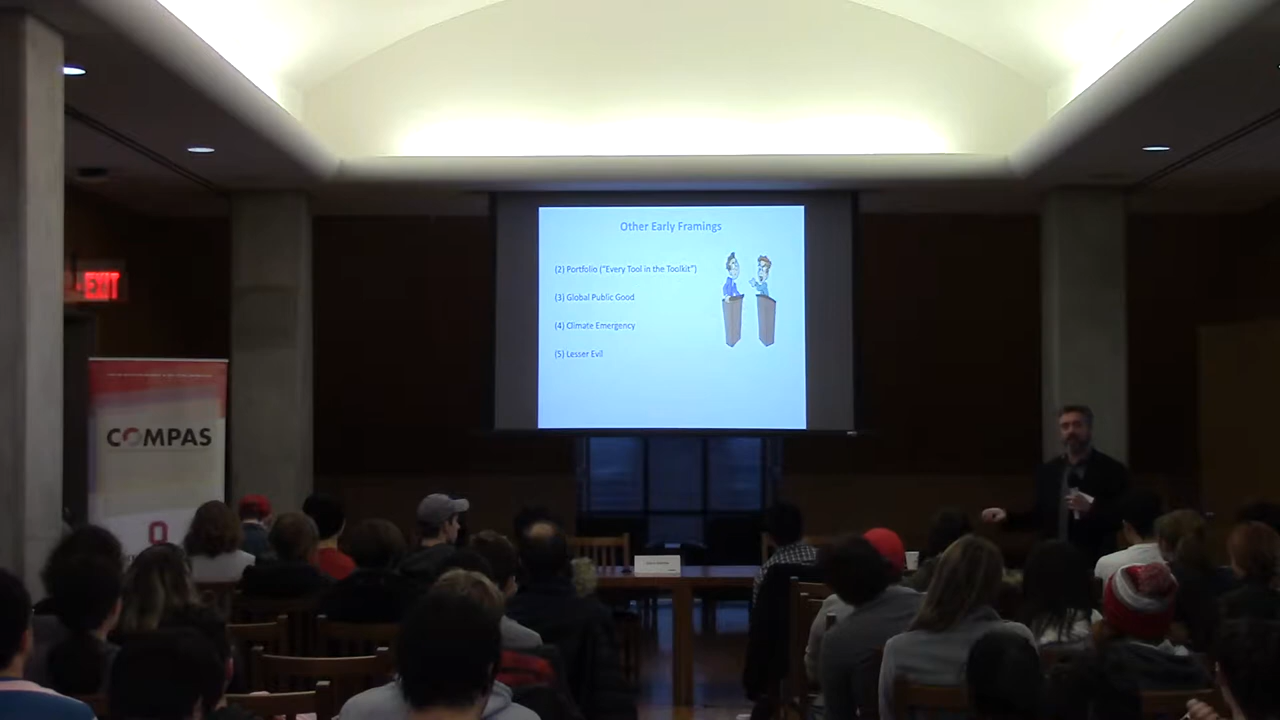 Other Early Framings
(2) Portfolio ("Every Tool in the Toolkit")
(3) Global Public Good
(4) Climate Emergency
(5) Lesser Evil
EXIT
COMPAS